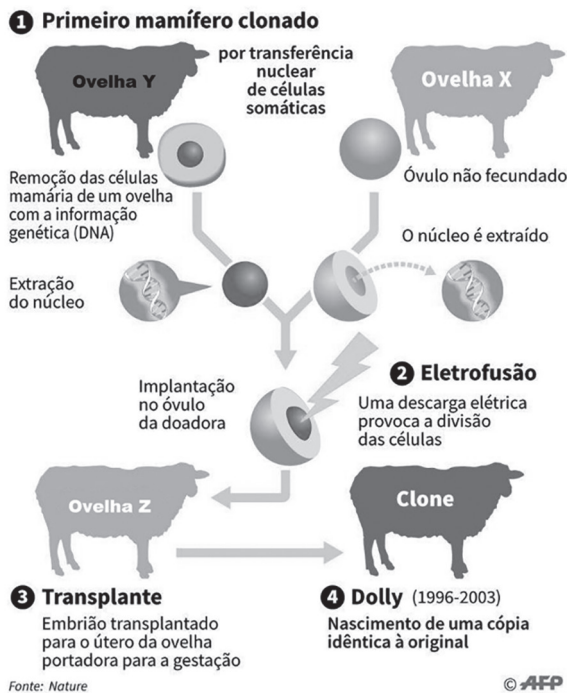 1 Primeiro mamífero clonado
por transferência
nuclear
de células
somáticas
Ovelha Y
Ovelha X
Remoção das células
mamária de um ovelha
com a informação
genética (DNA)
Óvulo não fecundado
O núcleo é extraído
Extração
do núcleo
Implantação
no óvulo
da doadora
2 Eletrofusão
Uma descarga elétrica
provoca a divisão
das células
Ovelha Z
Clone
3 Transplante
Embrião transplantado
para o útero da ovelha
portadora para a gestação
4 Dolly (1996-2003)
Nascimento de uma cópia
idêntica à original
Fonte: Nature
© AFP